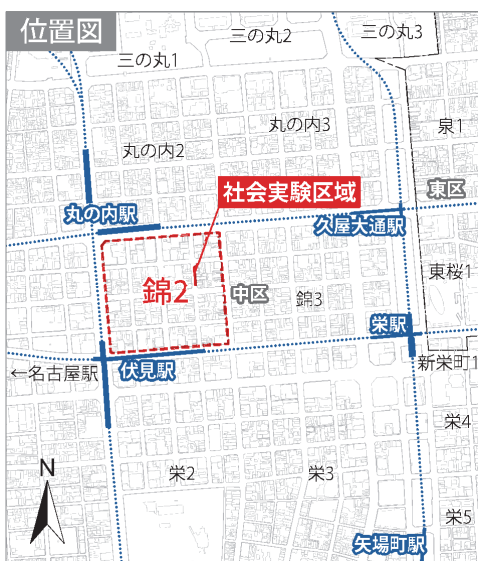 位置図
三の丸1
三の丸2
三の丸3
丸の内3
泉1
丸の内2
社会実験区域
東区
丸の内駅
久屋大通駅
東桜1
錦2
中区
錦3
栄駅
←名古屋駅
伏見駅
新栄町1
栄4
N
栄2
栄3
栄5
矢場町駅